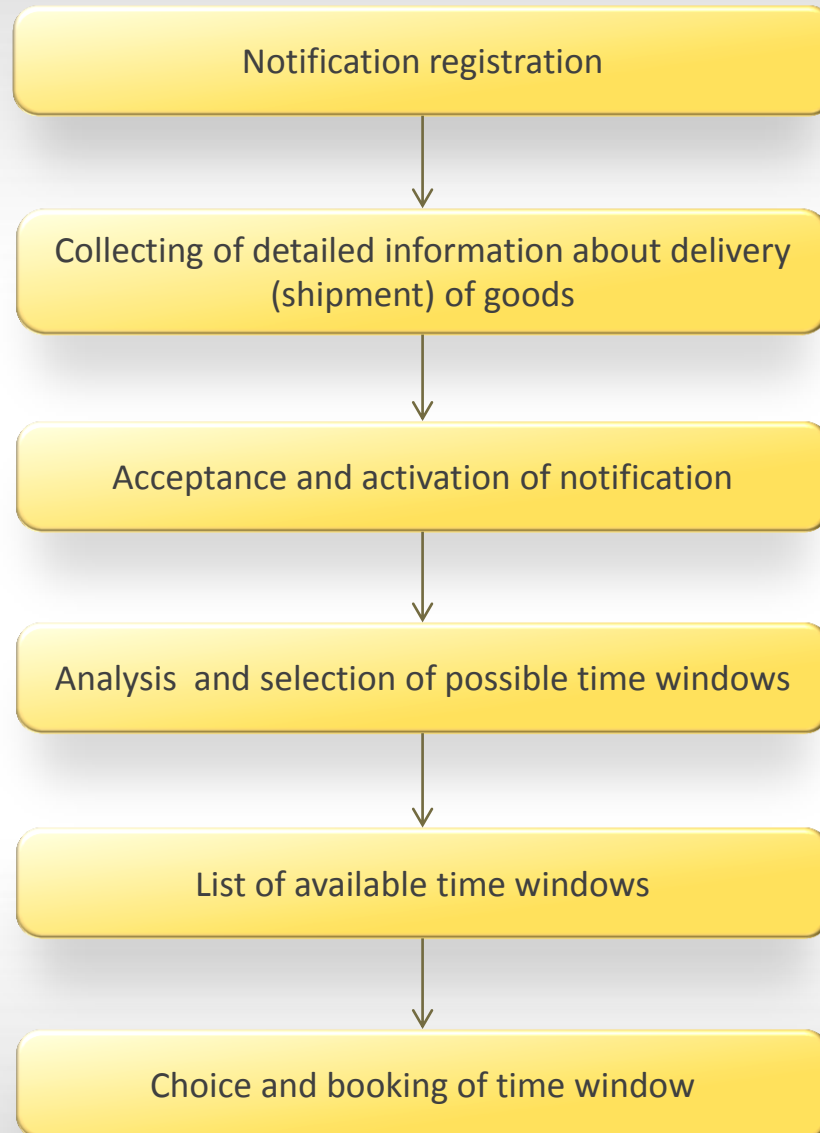 Notification registration
Collecting of detailed information about delivery
(shipment) of goods
Acceptance and activation of notification
Analysis  and selection of possible time windows
List of available time windows
Choice and booking of time window